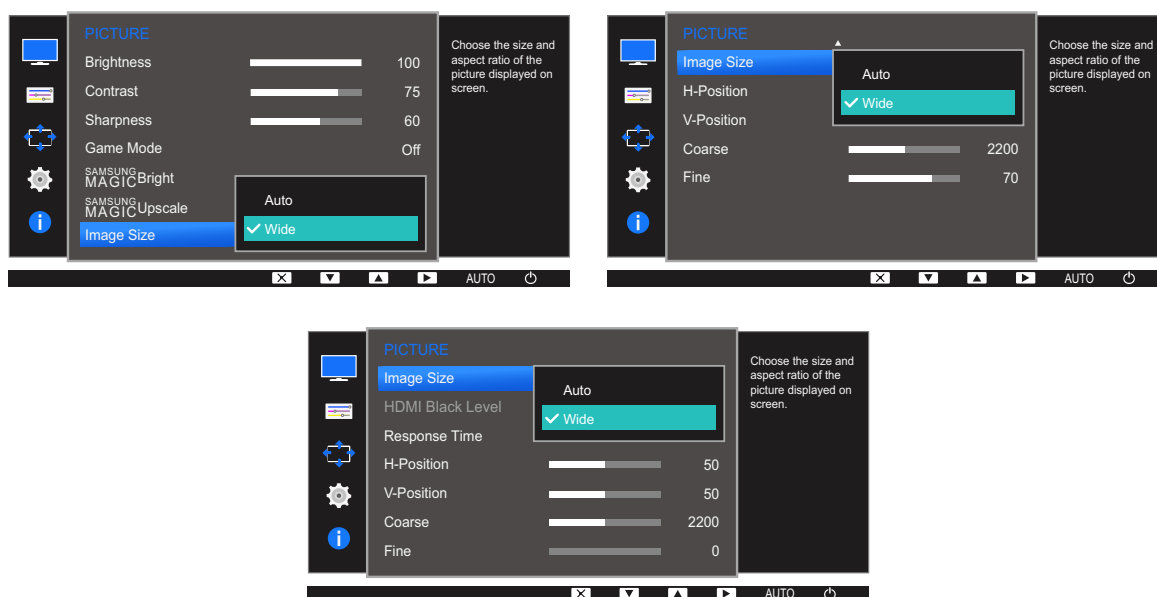 PICTURE
Brightness 100
Contrast 75
Sharpness 60
Game Mode Off
SAMSUNG
MAGICBright
SAMSUNG
MAGICUpscale
Image Size
Auto
Wide
Choose the size and
aspect ratio of the
picture displayed on
screen.
AUTO
PICTURE
Image Size
H-Position
V-Position
Coarse 2200
Fine 70
Auto
Wide
Choose the size and
aspect ratio of the
picture displayed on
screen.
AUTO
PICTURE
Image Size
HDMI Black Level
Response Time
H-Position 50
V-Position 50
Coarse 2200
Fine 0
Auto
Wide
Choose the size and
aspect ratio of the
picture displayed on
screen.
AUTO